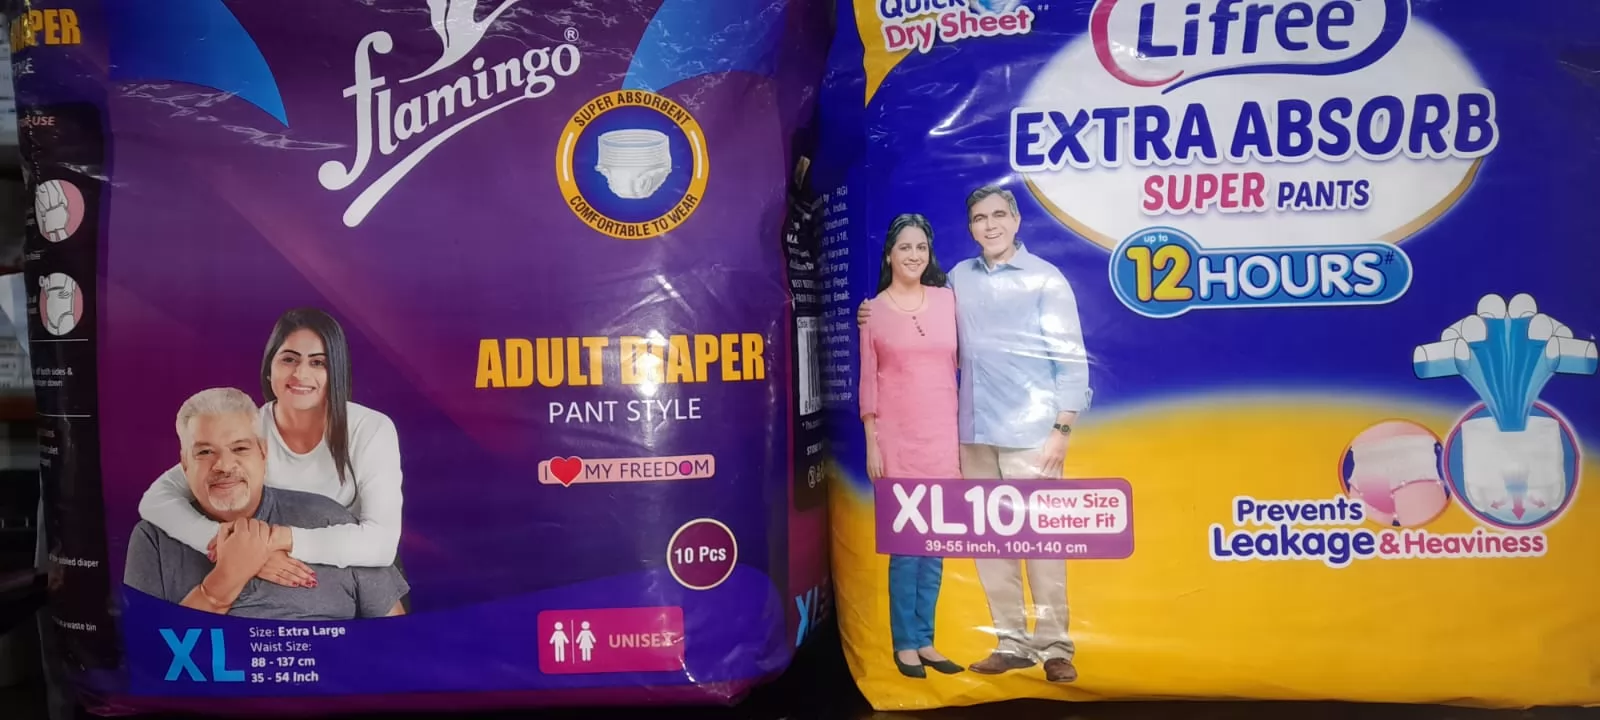 flamingo®
SUPER ABSORBENT
COMFORTABLE TO WEAR
ADULT DIAPER
PANT STYLE
I MY FREEDOM
10 Pcs
XL
Size: Extra Large
Waist Size:
88 - 137 cm
35 - 54 Inch
UNISEX
Quick
Dry Sheet
Lifree
EXTRA ABSORB
SUPER PANTS
up to
12 HOURS#
XL10
New Size
Better Fit
39-55 inch, 100-140 cm
Prevents
Leakage & Heaviness